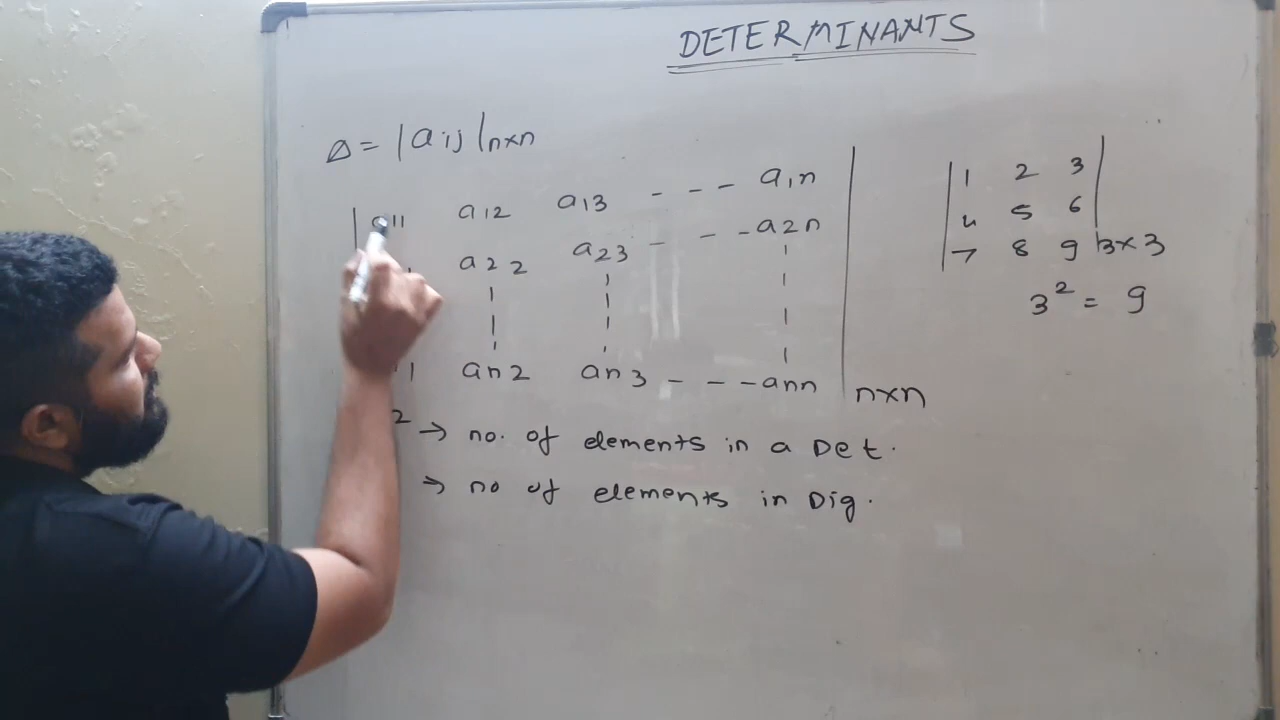 DETERMINANTS
Δ = |aij|n×n
a11 a12 a13 - - - a1n
a22 a23 - - - a2n
an2 an3 - - - ann n×n
2 → no. of elements in a Det.
→ no of elements in Dig.
1 2 3
4 5 6
7 8 9 3×3
3² = 9